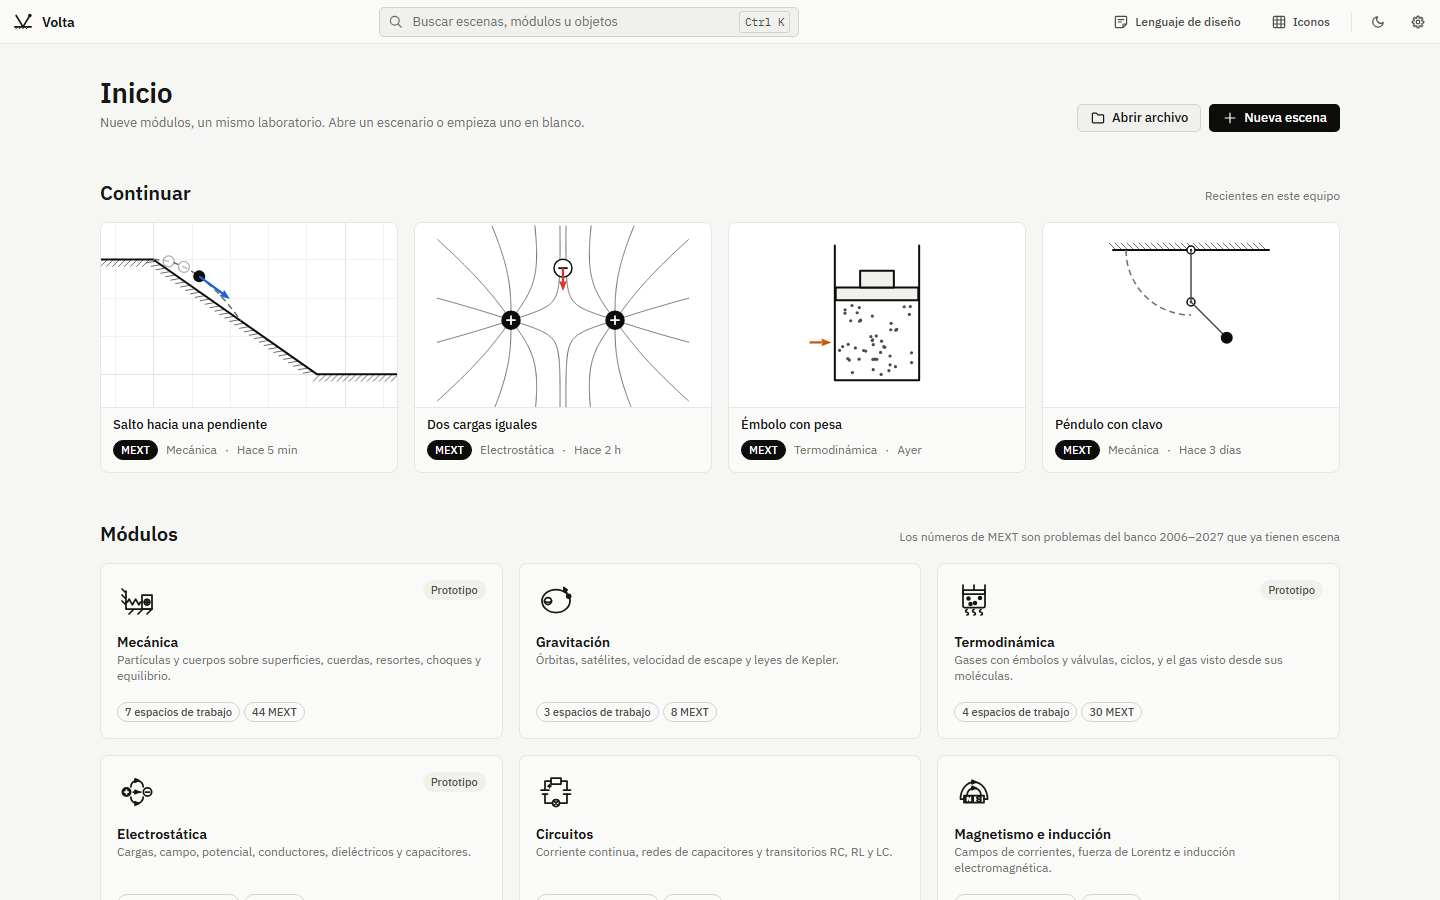 Volta
Buscar escenas, módulos u objetos
Ctrl K
Lenguaje de diseño
Iconos
Inicio
Nueve módulos, un mismo laboratorio. Abre un escenario o empieza uno en blanco.
Abrir archivo
Nueva escena
Continuar
Recientes en este equipo
Salto hacia una pendiente
MEXT Mecánica · Hace 5 min
Dos cargas iguales
MEXT Electrostática · Hace 2 h
Émbolo con pesa
MEXT Termodinámica · Ayer
Péndulo con clavo
MEXT Mecánica · Hace 3 días
Módulos
Los números de MEXT son problemas del banco 2006–2027 que ya tienen escena
Prototipo
Mecánica
Partículas y cuerpos sobre superficies, cuerdas, resortes, choques y
equilibrio.
7 espacios de trabajo
44 MEXT
Gravitación
Órbitas, satélites, velocidad de escape y leyes de Kepler.
3 espacios de trabajo
8 MEXT
Prototipo
Termodinámica
Gases con émbolos y válvulas, ciclos, y el gas visto desde sus
moléculas.
4 espacios de trabajo
30 MEXT
Prototipo
Electrostática
Cargas, campo, potencial, conductores, dieléctricos y capacitores.
Circuitos
Corriente continua, redes de capacitores y transitorios RC, RL y LC.
Magnetismo e inducción
Campos de corrientes, fuerza de Lorentz e inducción
electromagnética.